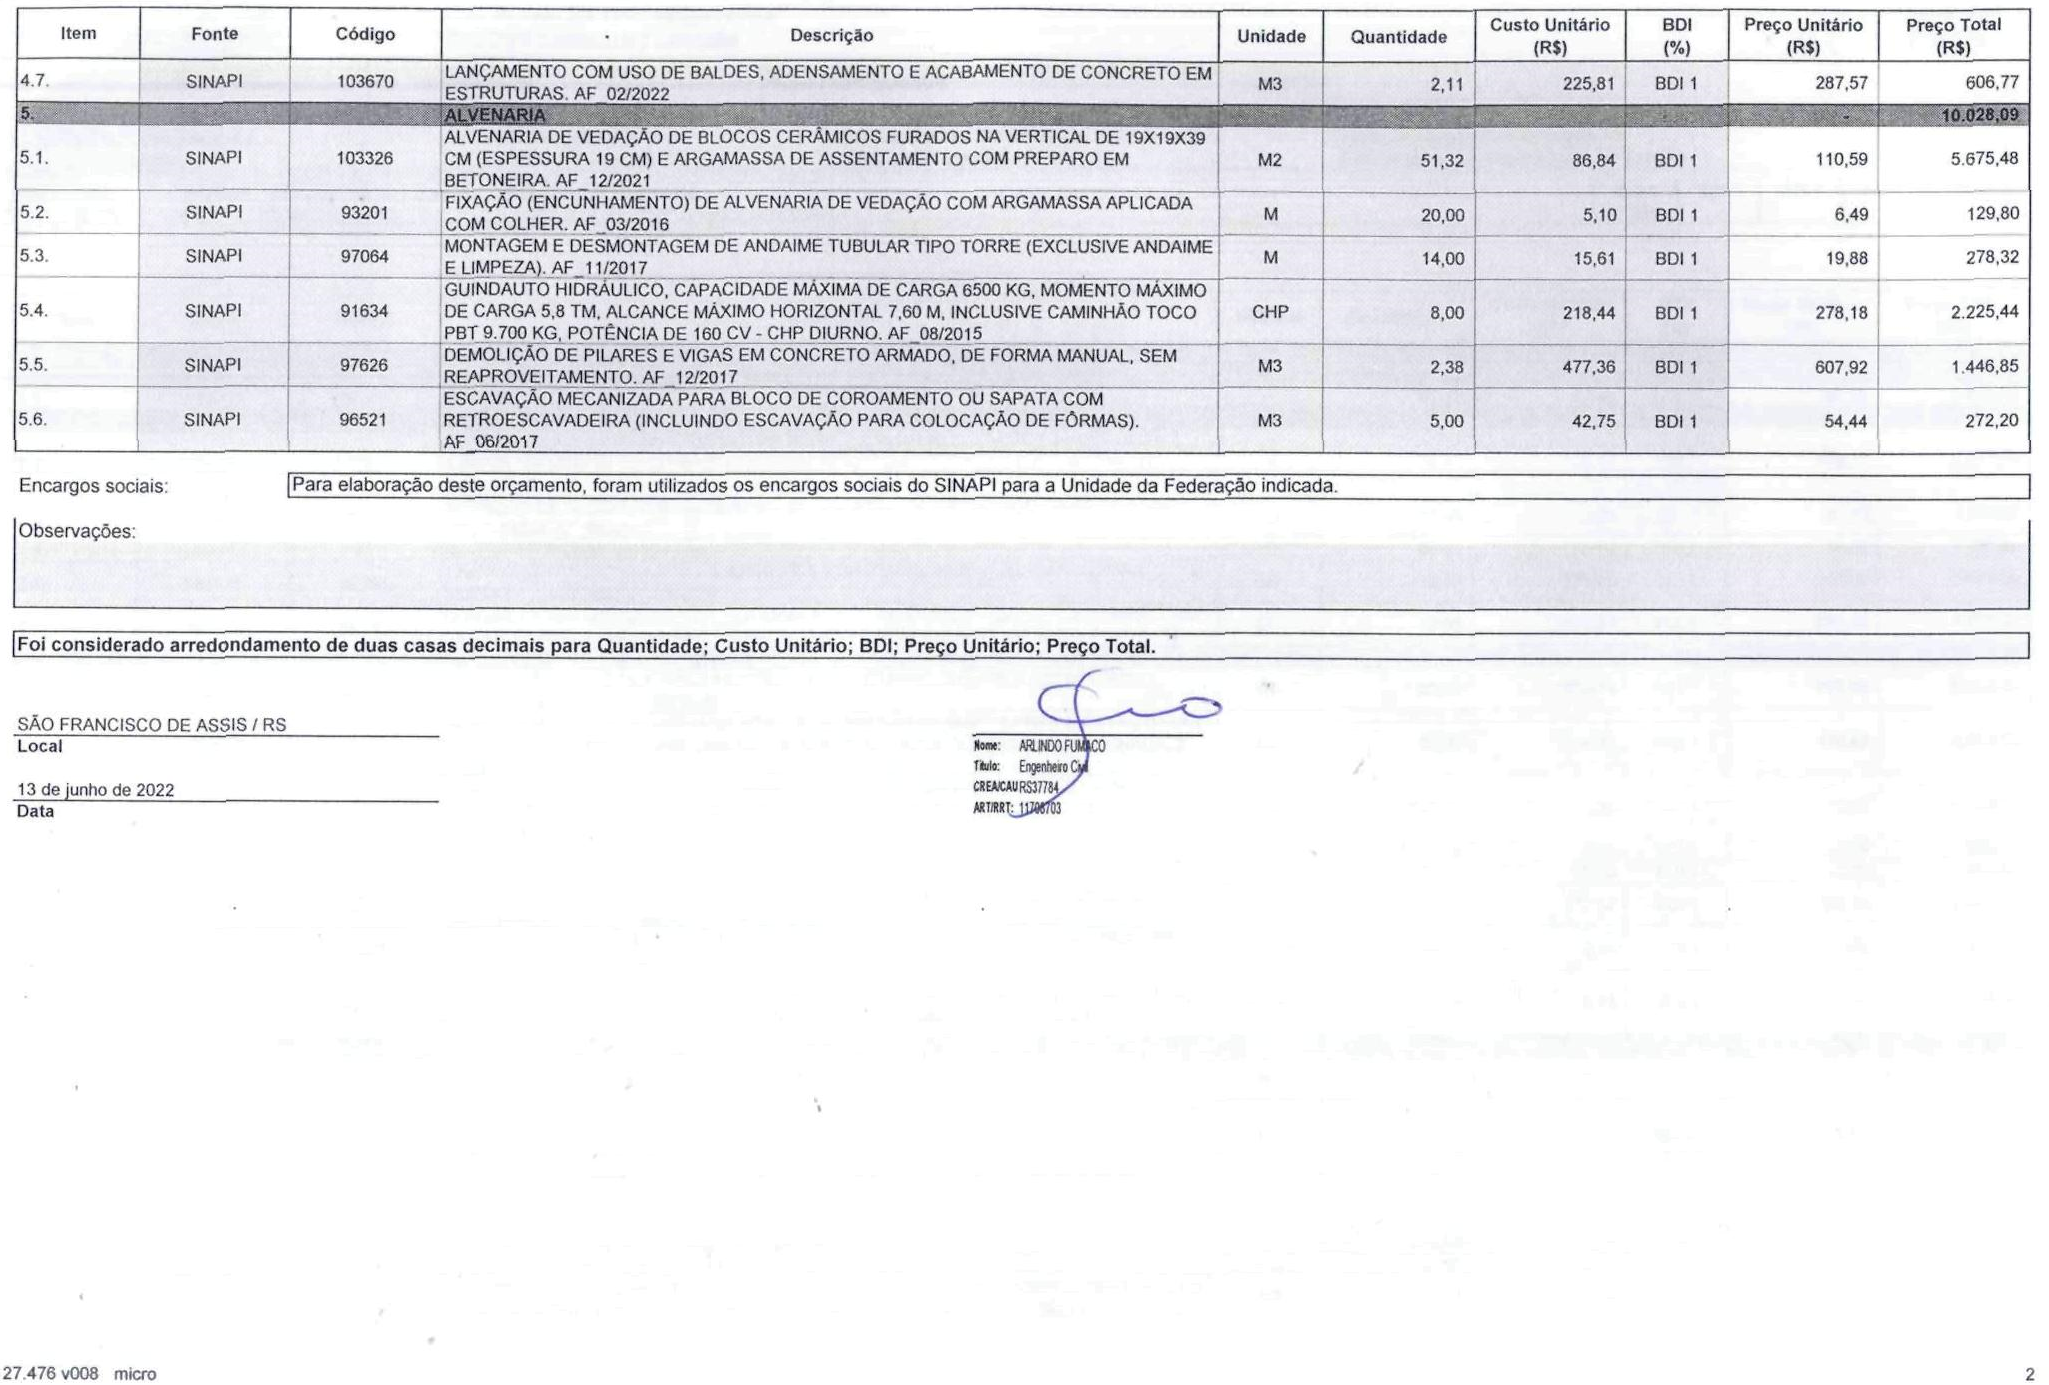 Item Fonte Código Descrição Unidade Quantidade Custo Unitário (R$) BDI (%) Preço Unitário (R$) Preço Total (R$)
4.7. SINAPI 103670 LANÇAMENTO COM USO DE BALDES, ADENSAMENTO E ACABAMENTO DE CONCRETO EM M3 2,11 225,81 BDI 1 287,57 606,77
ESTRUTURAS. AF_02/2022
5. ALVENARIA - 10.028,09
ALVENARIA DE VEDAÇÃO DE BLOCOS CERÂMICOS FURADOS NA VERTICAL DE 19X19X39
5.1. SINAPI 103326 CM (ESPESSURA 19 CM) E ARGAMASSA DE ASSENTAMENTO COM PREPARO EM M2 51,32 86,84 BDI 1 110,59 5.675,48
BETONEIRA. AF_12/2021
5.2. SINAPI 93201 FIXAÇÃO (ENCUNHAMENTO) DE ALVENARIA DE VEDAÇÃO COM ARGAMASSA APLICADA M 20,00 5,10 BDI 1 6,49 129,80
COM COLHER. AF_03/2016
5.3. SINAPI 97064 MONTAGEM E DESMONTAGEM DE ANDAIME TUBULAR TIPO TORRE (EXCLUSIVE ANDAIME M 14,00 15,61 BDI 1 19,88 278,32
E LIMPEZA). AF_11/2017
GUINDAUTO HIDRÁULICO, CAPACIDADE MÁXIMA DE CARGA 6500 KG, MOMENTO MÁXIMO
5.4. SINAPI 91634 DE CARGA 5,8 TM, ALCANCE MÁXIMO HORIZONTAL 7,60 M, INCLUSIVE CAMINHÃO TOCO CHP 8,00 218,44 BDI 1 278,18 2.225,44
PBT 9.700 KG, POTÊNCIA DE 160 CV - CHP DIURNO. AF_08/2015
5.5. SINAPI 97626 DEMOLIÇÃO DE PILARES E VIGAS EM CONCRETO ARMADO, DE FORMA MANUAL, SEM M3 2,38 477,36 BDI 1 607,92 1.446,85
REAPROVEITAMENTO. AF_12/2017
ESCAVAÇÃO MECANIZADA PARA BLOCO DE COROAMENTO OU SAPATA COM
5.6. SINAPI 96521 RETROESCAVADEIRA (INCLUINDO ESCAVAÇÃO PARA COLOCAÇÃO DE FÔRMAS). M3 5,00 42,75 BDI 1 54,44 272,20
AF_06/2017
Encargos sociais: Para elaboração deste orçamento, foram utilizados os encargos sociais do SINAPI para a Unidade da Federação indicada.
Observações:
Foi considerado arredondamento de duas casas decimais para Quantidade; Custo Unitário; BDI; Preço Unitário; Preço Total.
SÃO FRANCISCO DE ASSIS / RS
Local
13 de junho de 2022
Data
Nome: ARLINDO FUMACO
Título: Engenheiro Civil
CREA/CAU RS37784
ART/RRT: 11708703
27.476 v008 micro 2